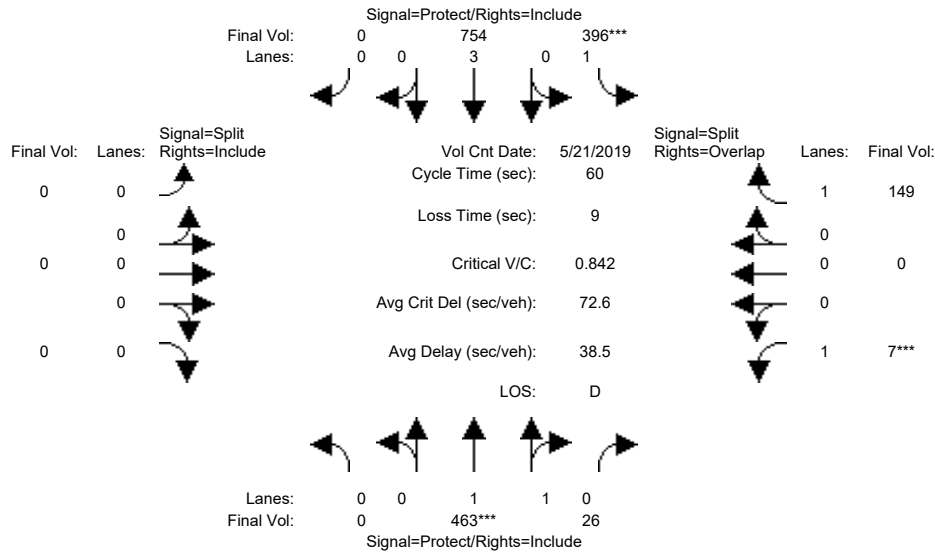 Signal=Protect/Rights=Include
Final Vol: 0 754 396***
Lanes: 0 0 3 0 1
Signal=Split
Final Vol: Lanes: Rights=Include
Vol Cnt Date: 5/21/2019
Signal=Split
Rights=Overlap Lanes: Final Vol:
Cycle Time (sec): 60
0 0
1 149
Loss Time (sec): 9
0
0
0 0
Critical V/C: 0.842
0 0
0
Avg Crit Del (sec/veh): 72.6
0
0 0
Avg Delay (sec/veh): 38.5
1 7***
LOS: D
Lanes: 0 0 1 1 0
Final Vol: 0 463*** 26
Signal=Protect/Rights=Include